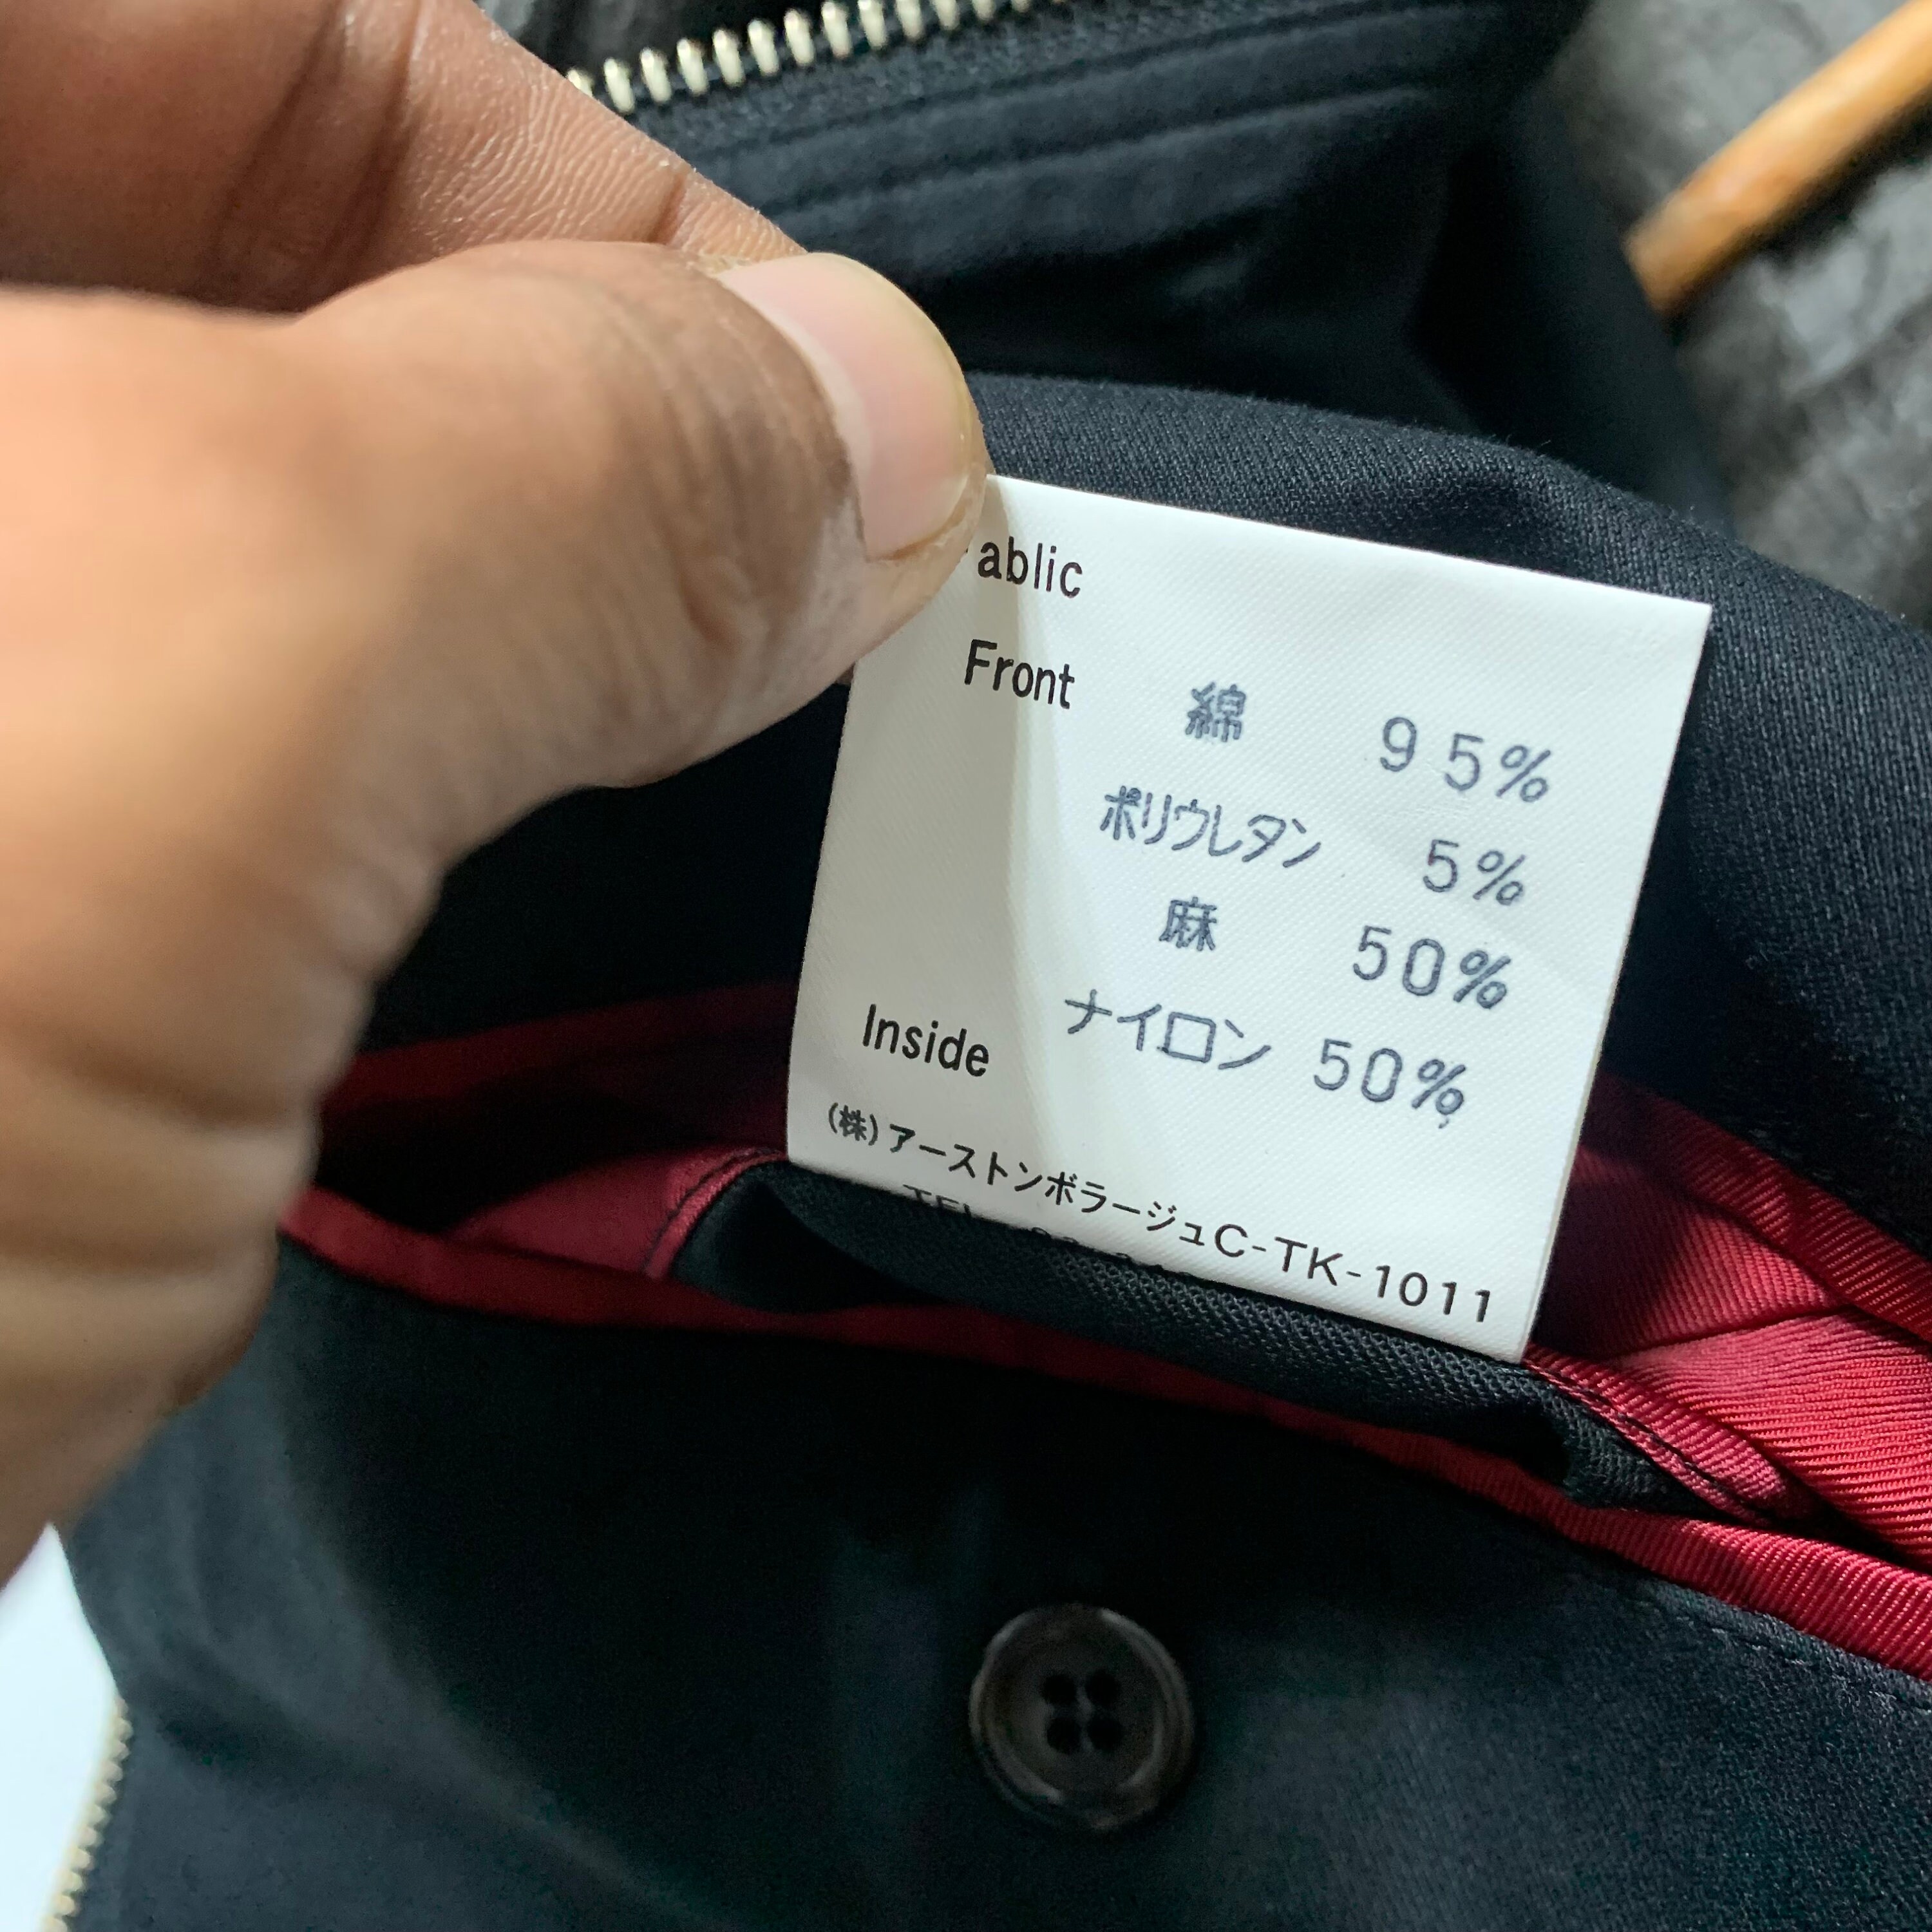 ablic
Front 綿 95%
ポリウレタン 5%
麻 50%
Inside ナイロン 50%
(株)アーストンボラージュC-TK-1011